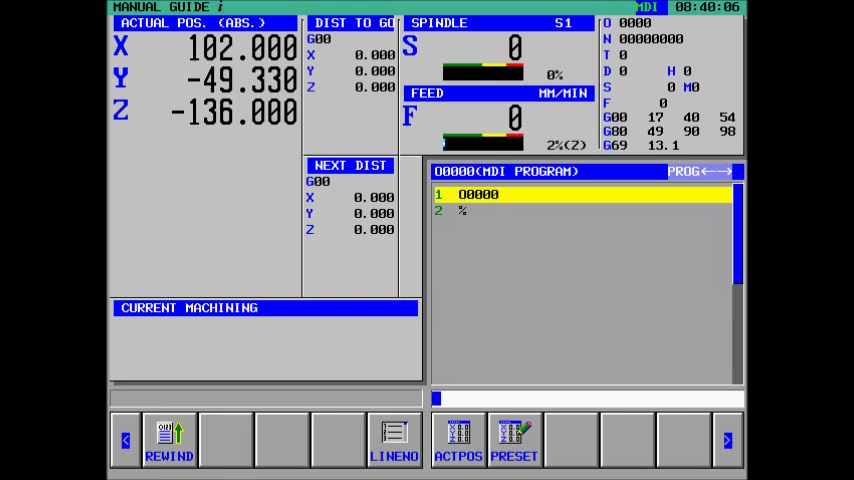 MANUAL GUIDE i MDI 08:40:06
ACTUAL POS. (ABS.)
X 102.000
Y -49.330
Z -136.000
DIST TO GO
G00
X 0.000
Y 0.000
Z 0.000
NEXT DIST
G00
X 0.000
Y 0.000
Z 0.000
SPINDLE S1
S 0
0%
FEED MM/MIN
F 0
2%(Z)
O 0000
N 00000000
T 0
D 0 H 0
S 0 M0
F 0
G00 17 40 54
G80 49 90 98
G69 13.1
O0000(MDI PROGRAM) PROG←→
1 O0000
2 %
CURRENT MACHINING
< REWIND LINENO ACTPOS PRESET >